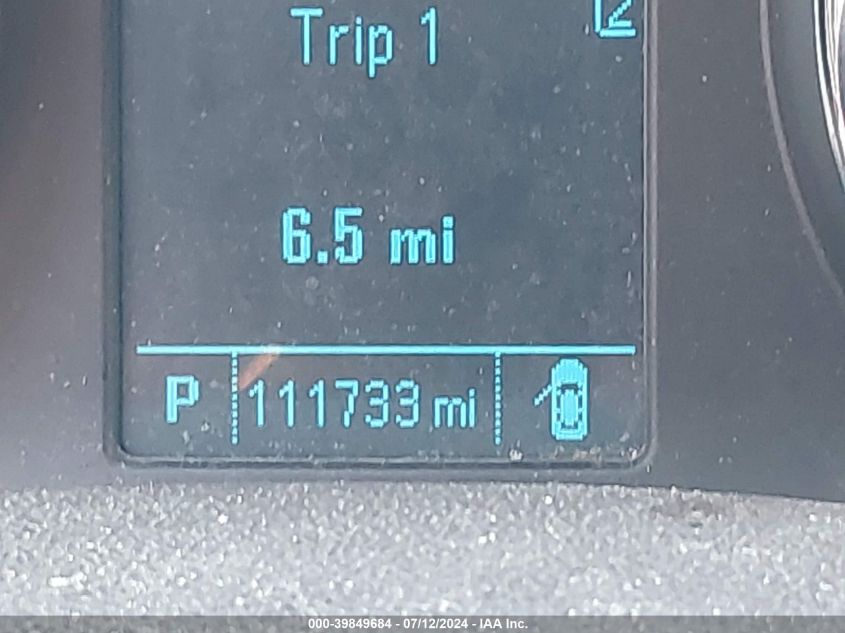 Trip 1
6.5 mi
P 111733 mi
000-39849684 - 07/12/2024 - IAA Inc.